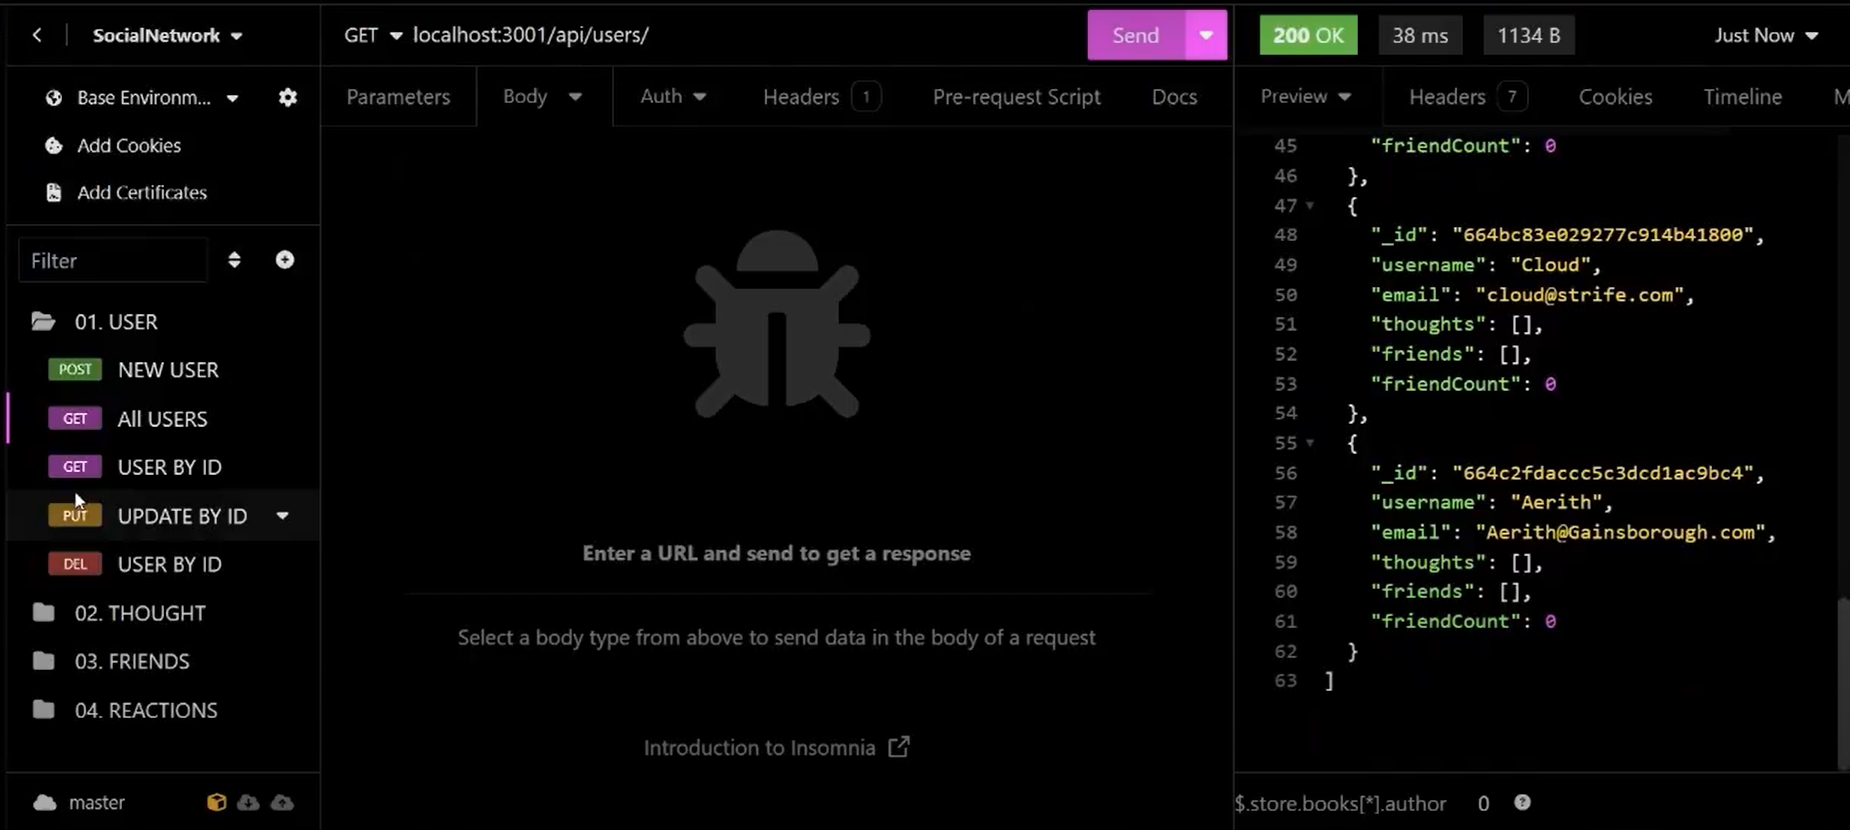 SocialNetwork
Base Environm...
Add Cookies
Add Certificates
Filter
01. USER
POST NEW USER
GET All USERS
GET USER BY ID
PUT UPDATE BY ID
DEL USER BY ID
02. THOUGHT
03. FRIENDS
04. REACTIONS
master
GET localhost:3001/api/users/ Send
Parameters Body Auth Headers 1 Pre-request Script Docs
Enter a URL and send to get a response
Select a body type from above to send data in the body of a request
Introduction to Insomnia
200 OK 38 ms 1134 B Just Now
Preview Headers 7 Cookies Timeline M
45 "friendCount": 0
46 },
47 {
48 "_id": "664bc83e029277c914b41800",
49 "username": "Cloud",
50 "email": "cloud@strife.com",
51 "thoughts": [],
52 "friends": [],
53 "friendCount": 0
54 },
55 {
56 "_id": "664c2fdaccc5c3dcd1ac9bc4",
57 "username": "Aerith",
58 "email": "Aerith@Gainsborough.com",
59 "thoughts": [],
60 "friends": [],
61 "friendCount": 0
62 }
63 ]
$.store.books[*].author 0 ?